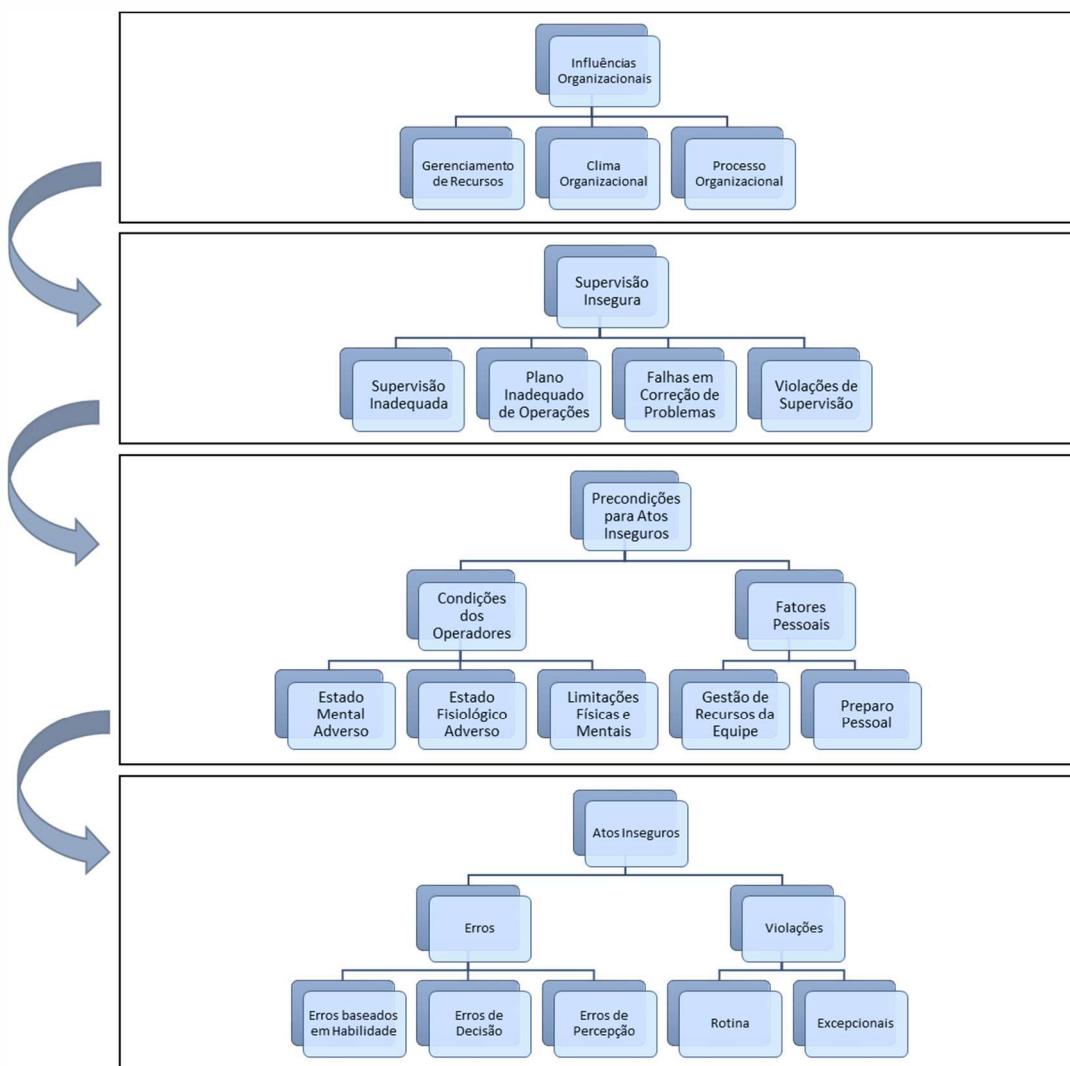 Influências
Organizacionais
Gerenciamento
de Recursos
Clima
Organizacional
Processo
Organizacional
Supervisão
Insegura
Supervisão
Inadequada
Plano
Inadequado
de Operações
Falhas em
Correção de
Problemas
Violações de
Supervisão
Precondições
para Atos
Inseguros
Condições
dos
Operadores
Fatores
Pessoais
Estado
Mental
Adverso
Estado
Fisiológico
Adverso
Limitações
Físicas e
Mentais
Gestão de
Recursos da
Equipe
Preparo
Pessoal
Atos Inseguros
Erros
Violações
Erros baseados
em Habilidade
Erros de
Decisão
Erros de
Percepção
Rotina
Excepcionais